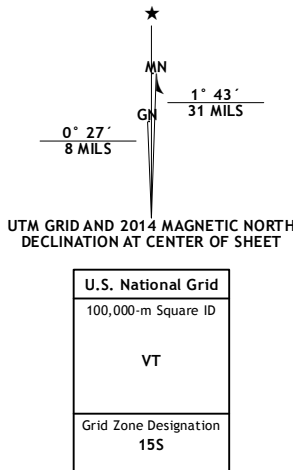 ★
MN
1° 43´
31 MILS
GN
0° 27´
8 MILS
UTM GRID AND 2014 MAGNETIC NORTH
DECLINATION AT CENTER OF SHEET
U.S. National Grid
100,000-m Square ID
VT
Grid Zone Designation
15S